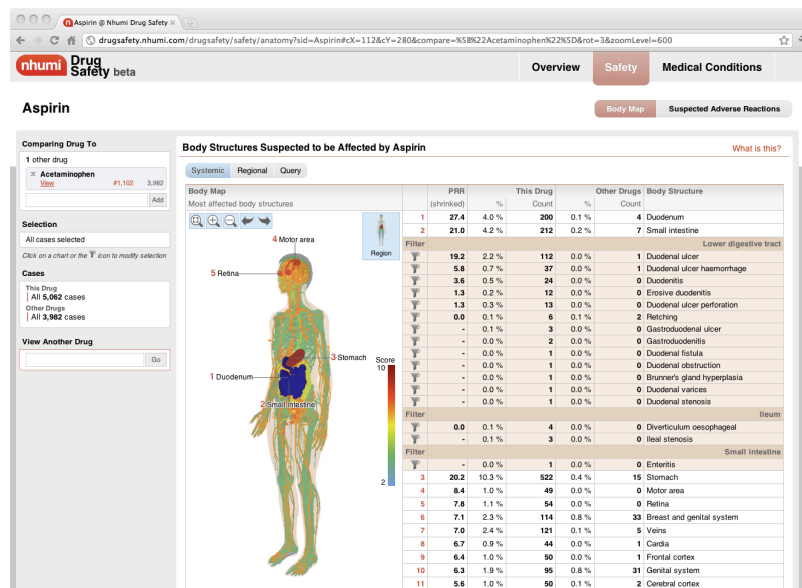 Aspirin @ Nhumi Drug Safety
drugsafety.nhumi.com/drugsafety/safety/anatomy?sid=Aspirin#cX=112&cY=280&compare=%5B%22Acetaminophen%22%5D&rot=3&zoomLevel=600
nhumi Drug Safety beta
Overview Safety Medical Conditions
Aspirin
Body Map Suspected Adverse Reactions
Comparing Drug To
1 other drug
Acetaminophen
View #1,102 3,982
Add
Selection
All cases selected
Click on a chart or the icon to modify selection
Cases
This Drug
All 5,062 cases
Other Drugs
All 3,982 cases
View Another Drug
Go
Body Structures Suspected to be Affected by Aspirin What is this?
Systemic Regional Query
Body Map
Most affected body structures
Region
4 Motor area
5 Retina
3 Stomach
1 Duodenum
2 Small intestine
Score
10
2
PRR This Drug Other Drugs Body Structure
(shrinked) % Count % Count
1 27.4 4.0 % 200 0.1 % 4 Duodenum
2 21.0 4.2 % 212 0.2 % 7 Small intestine
Filter Lower digestive tract
19.2 2.2 % 112 0.0 % 1 Duodenal ulcer
5.8 0.7 % 37 0.0 % 1 Duodenal ulcer haemorrhage
3.6 0.5 % 24 0.0 % 0 Duodenitis
1.3 0.2 % 12 0.0 % 0 Erosive duodenitis
1.3 0.3 % 13 0.0 % 0 Duodenal ulcer perforation
0.0 0.1 % 6 0.1 % 2 Retching
- 0.1 % 3 0.0 % 0 Gastroduodenal ulcer
- 0.0 % 2 0.0 % 0 Gastroduodenitis
- 0.0 % 1 0.0 % 0 Duodenal fistula
- 0.0 % 1 0.0 % 0 Duodenal obstruction
- 0.0 % 1 0.0 % 0 Brunner's gland hyperplasia
- 0.0 % 1 0.0 % 0 Duodenal varices
- 0.0 % 1 0.0 % 0 Duodenal stenosis
Filter Ileum
0.0 0.1 % 4 0.0 % 0 Diverticulum oesophageal
- 0.1 % 3 0.0 % 0 Ileal stenosis
Filter Small intestine
- 0.0 % 1 0.0 % 0 Enteritis
3 20.2 10.3 % 522 0.4 % 15 Stomach
4 8.4 1.0 % 49 0.0 % 0 Motor area
5 7.8 1.1 % 54 0.0 % 0 Retina
6 7.1 2.3 % 114 0.8 % 33 Breast and genital system
7 7.0 2.4 % 121 0.1 % 5 Veins
8 6.7 0.9 % 44 0.0 % 1 Cardia
9 6.4 1.0 % 50 0.0 % 1 Frontal cortex
10 6.3 1.9 % 95 0.8 % 31 Genital system
11 5.6 1.0 % 50 0.1 % 2 Cerebral cortex